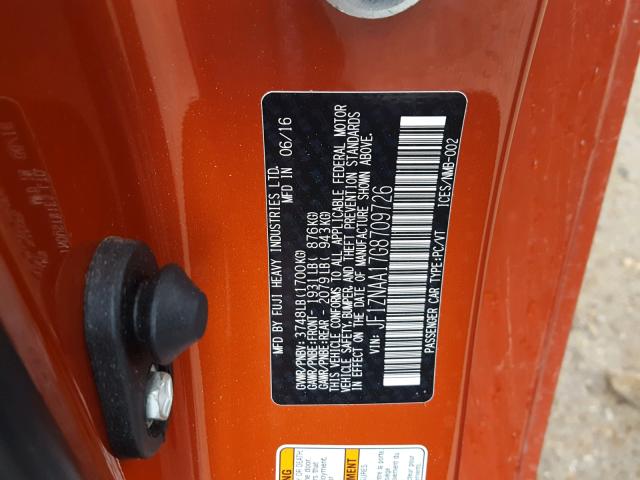 MFD BY FUJI HEAVY INDUSTRIES LTD.
MFD IN 06/16
GVWR/PNBV: 3748LB(1700KG)
GAWR/PNBE:FRONT- 1931LB( 876KG)
GAWR/PNBE:REAR - 2079LB( 943KG)
THIS VEHICLE CONFORMS TO ALL APPLICABLE FEDERAL MOTOR
VEHICLE SAFETY, BUMPER, AND THEFT PREVENTION STANDARDS
IN EFFECT ON THE DATE OF MANUFACTURE SHOWN ABOVE.
VIN: JF1ZNAA17G8709726
ICES/NMB-002
PASSENGER CAR TYPE:PC/VT